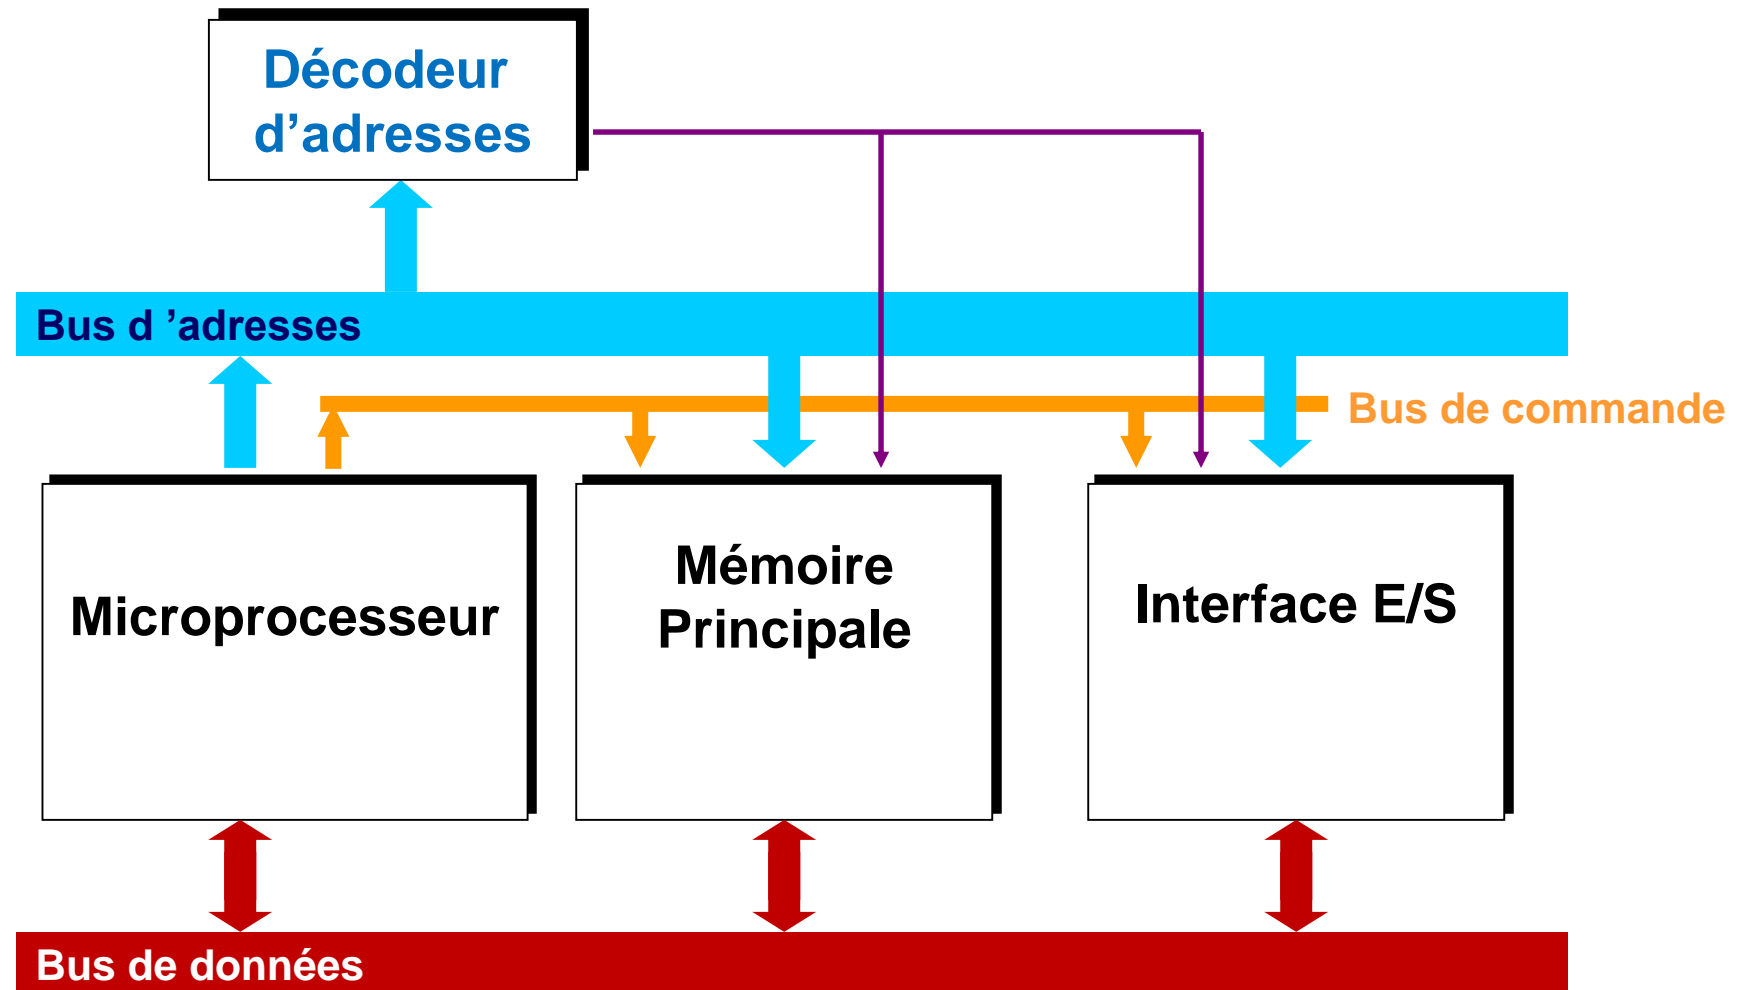 Décodeur
d’adresses
Bus d ’adresses
Bus de commande
Microprocesseur
Mémoire
Principale
Interface E/S
Bus de données